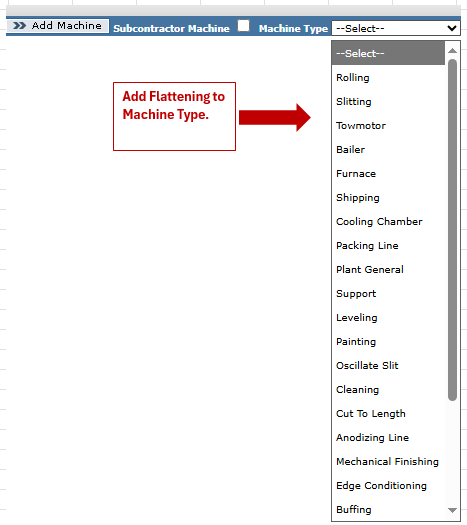 Add Machine Subcontractor Machine Machine Type --Select--
--Select--
Rolling
Add Flattening to
Machine Type.
Slitting
Towmotor
Bailer
Furnace
Shipping
Cooling Chamber
Packing Line
Plant General
Support
Leveling
Painting
Oscillate Slit
Cleaning
Cut To Length
Anodizing Line
Mechanical Finishing
Edge Conditioning
Buffing